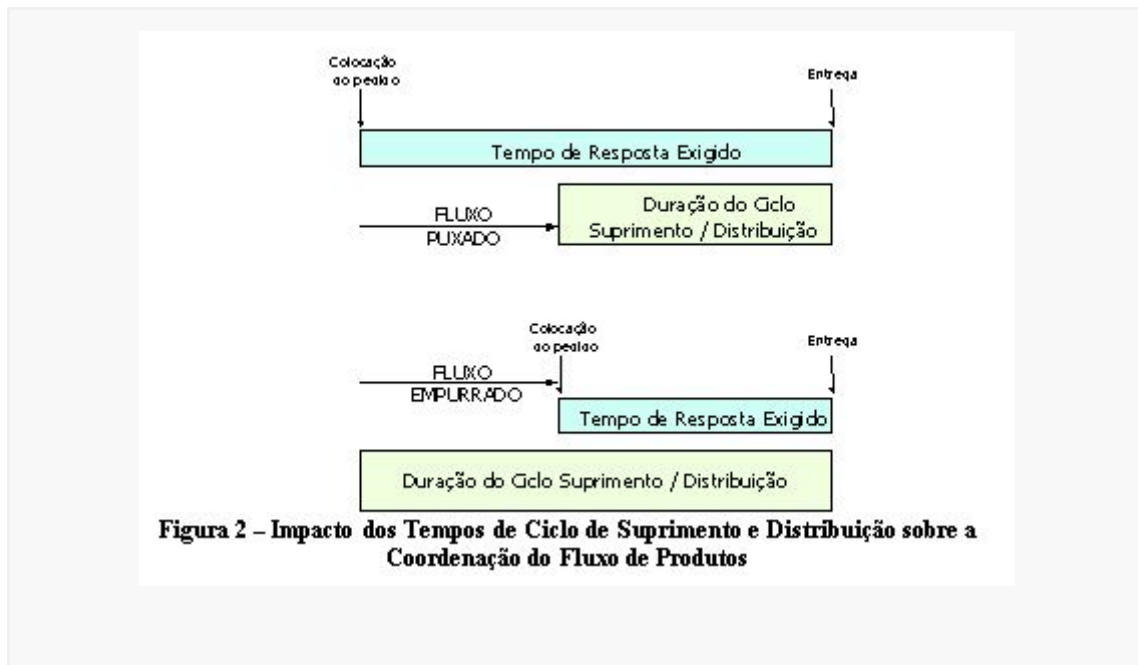 Colocação
do pedido
Entrega
Tempo de Resposta Exigido
FLUXO
PUXADO
Duração do Ciclo
Suprimento / Distribuição
Colocação
do pedido
Entrega
FLUXO
EMPURRADO
Tempo de Resposta Exigido
Duração do Ciclo Suprimento / Distribuição
Figura 2 – Impacto dos Tempos de Ciclo de Suprimento e Distribuição sobre a
Coordenação do Fluxo de Produtos